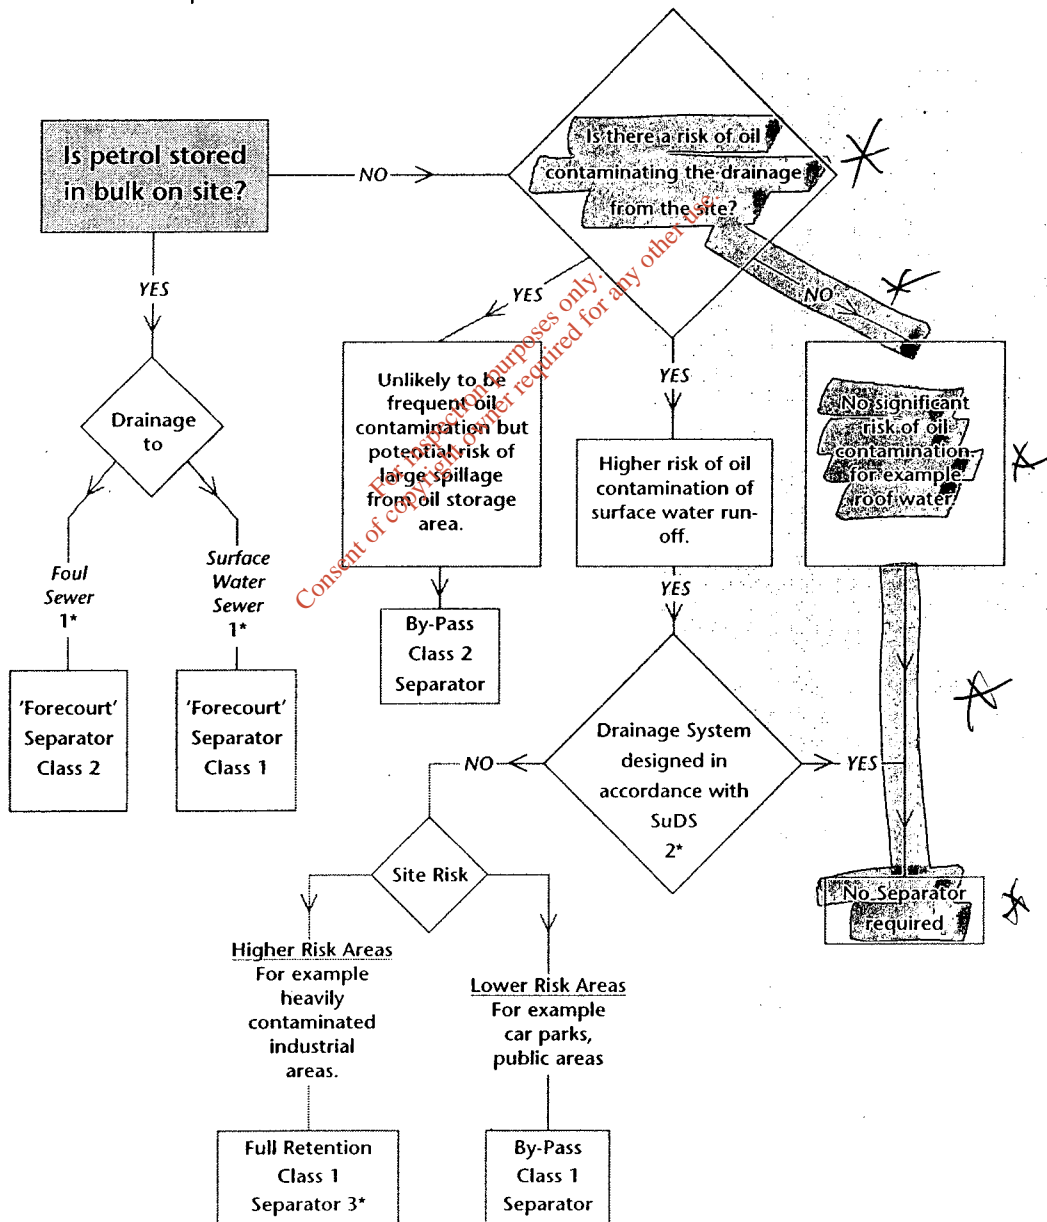 Is petrol stored
in bulk on site?
NO
Is there a risk of oil
contaminating the drainage
from the site?
YES
YES
NO
YES
Drainage
to
Unlikely to be
frequent oil
contamination but
potential risk of
large spillage
from oil storage
area.
Higher risk of oil
contamination of
surface water run-
off.
No significant
risk of oil
contamination
for example
roof water.
For inspection purposes only.
Consent of copyright owner required for any other use.
Foul
Sewer
1*
Surface
Water
Sewer
1*
YES
'Forecourt'
Separator
Class 2
'Forecourt'
Separator
Class 1
By-Pass
Class 2
Separator
Drainage System
designed in
accordance with
SuDS
2*
NO
YES
Site Risk
No Separator
required
Higher Risk Areas
For example
heavily
contaminated
industrial
areas.
Lower Risk Areas
For example
car parks,
public areas
Full Retention
Class 1
Separator 3*
By-Pass
Class 1
Separator